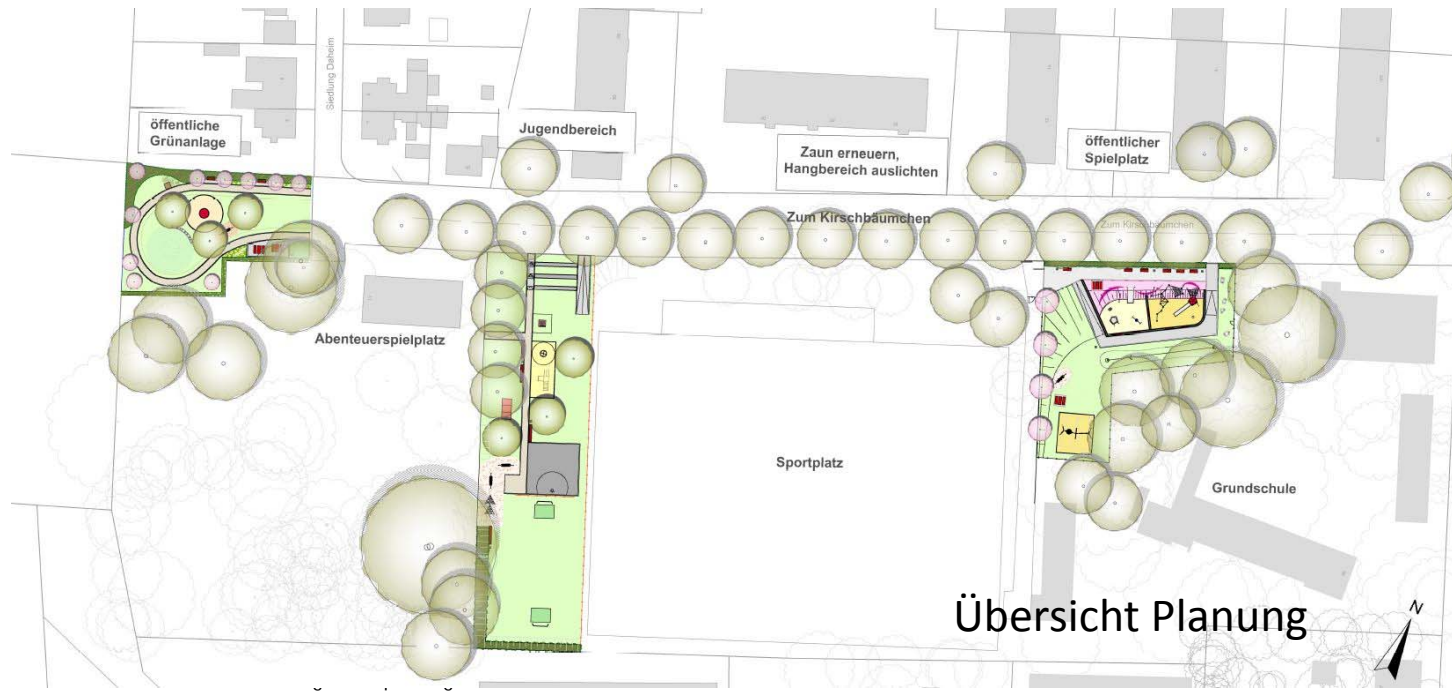 Siedlung Daheim
öffentliche
Grünanlage
Jugendbereich
Zaun erneuern,
Hangbereich auslichten
öffentlicher
Spielplatz
Zum Kirschbäumchen
Zum Kirschbäumchen
Abenteuerspielplatz
Sportplatz
Grundschule
Übersicht Planung
N